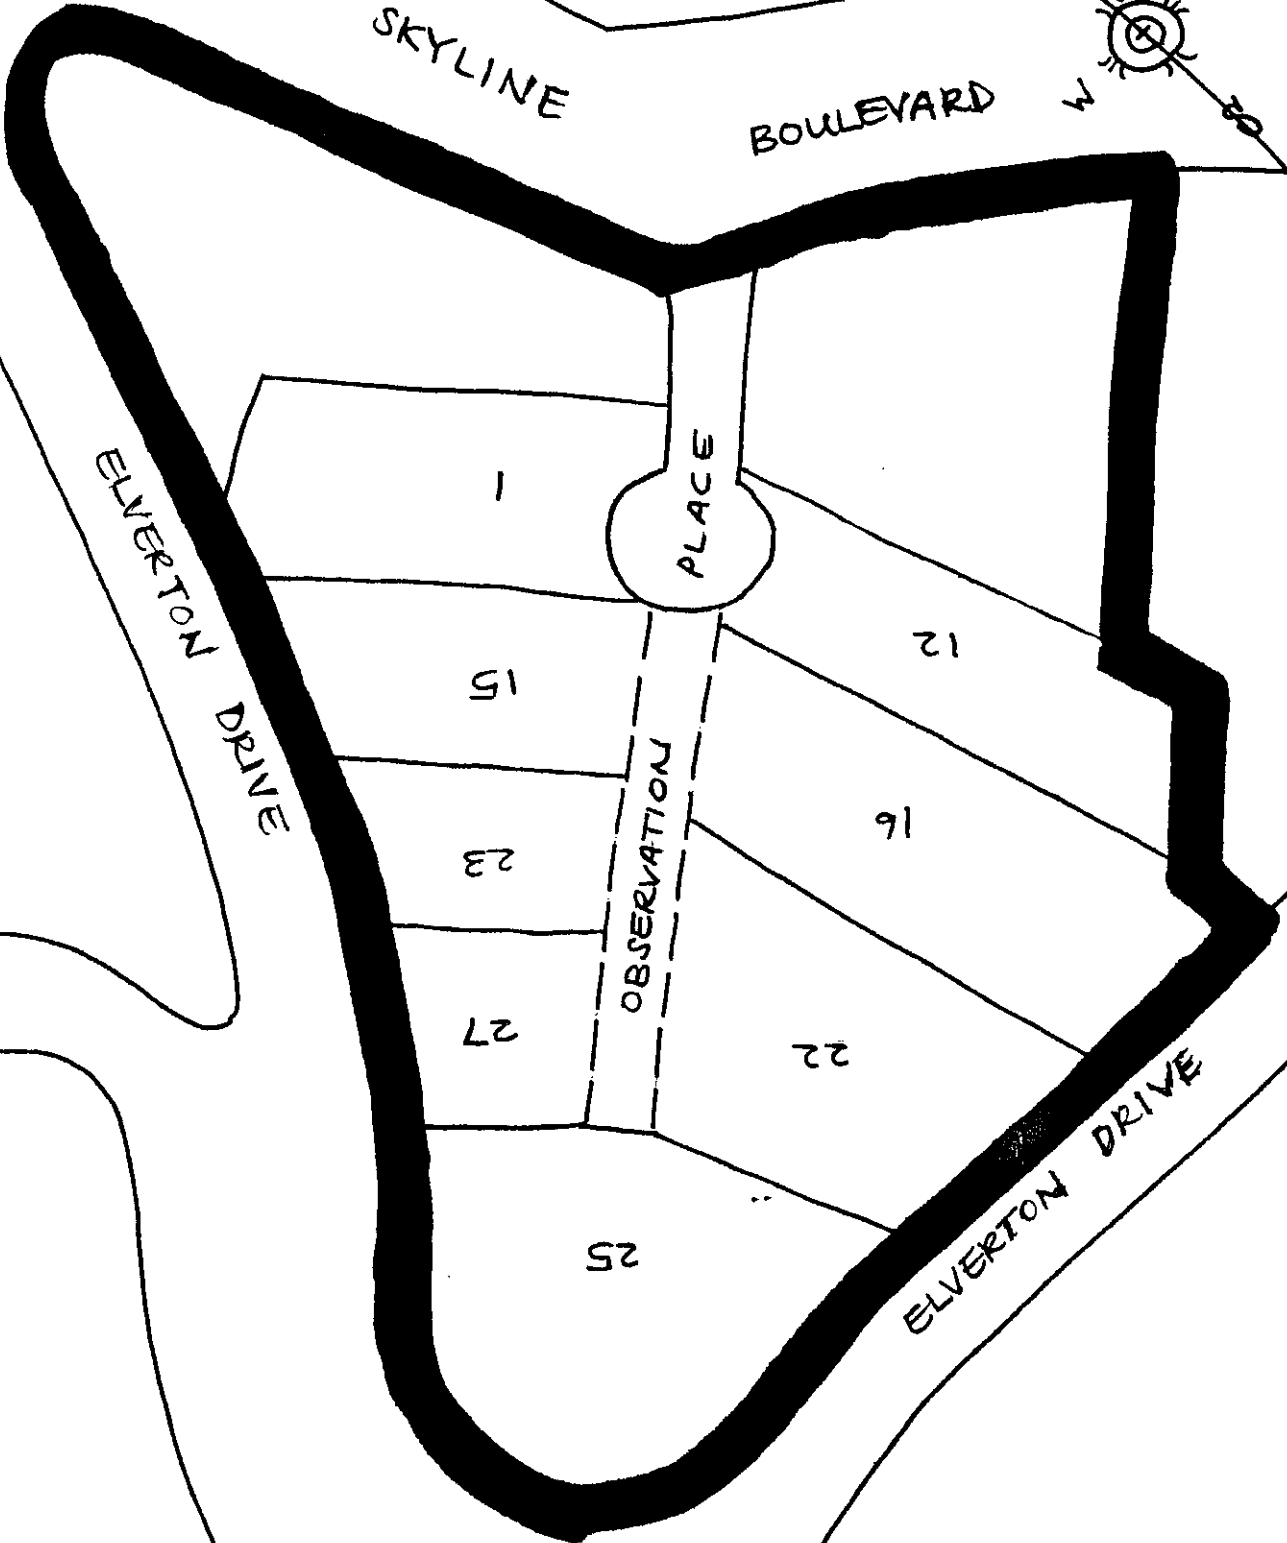 SKYLINE
BOULEVARD
W
ELVERTON DRIVE
PLACE
OBSERVATION
1
12
15
16
23
27
22
25
ELVERTON DRIVE